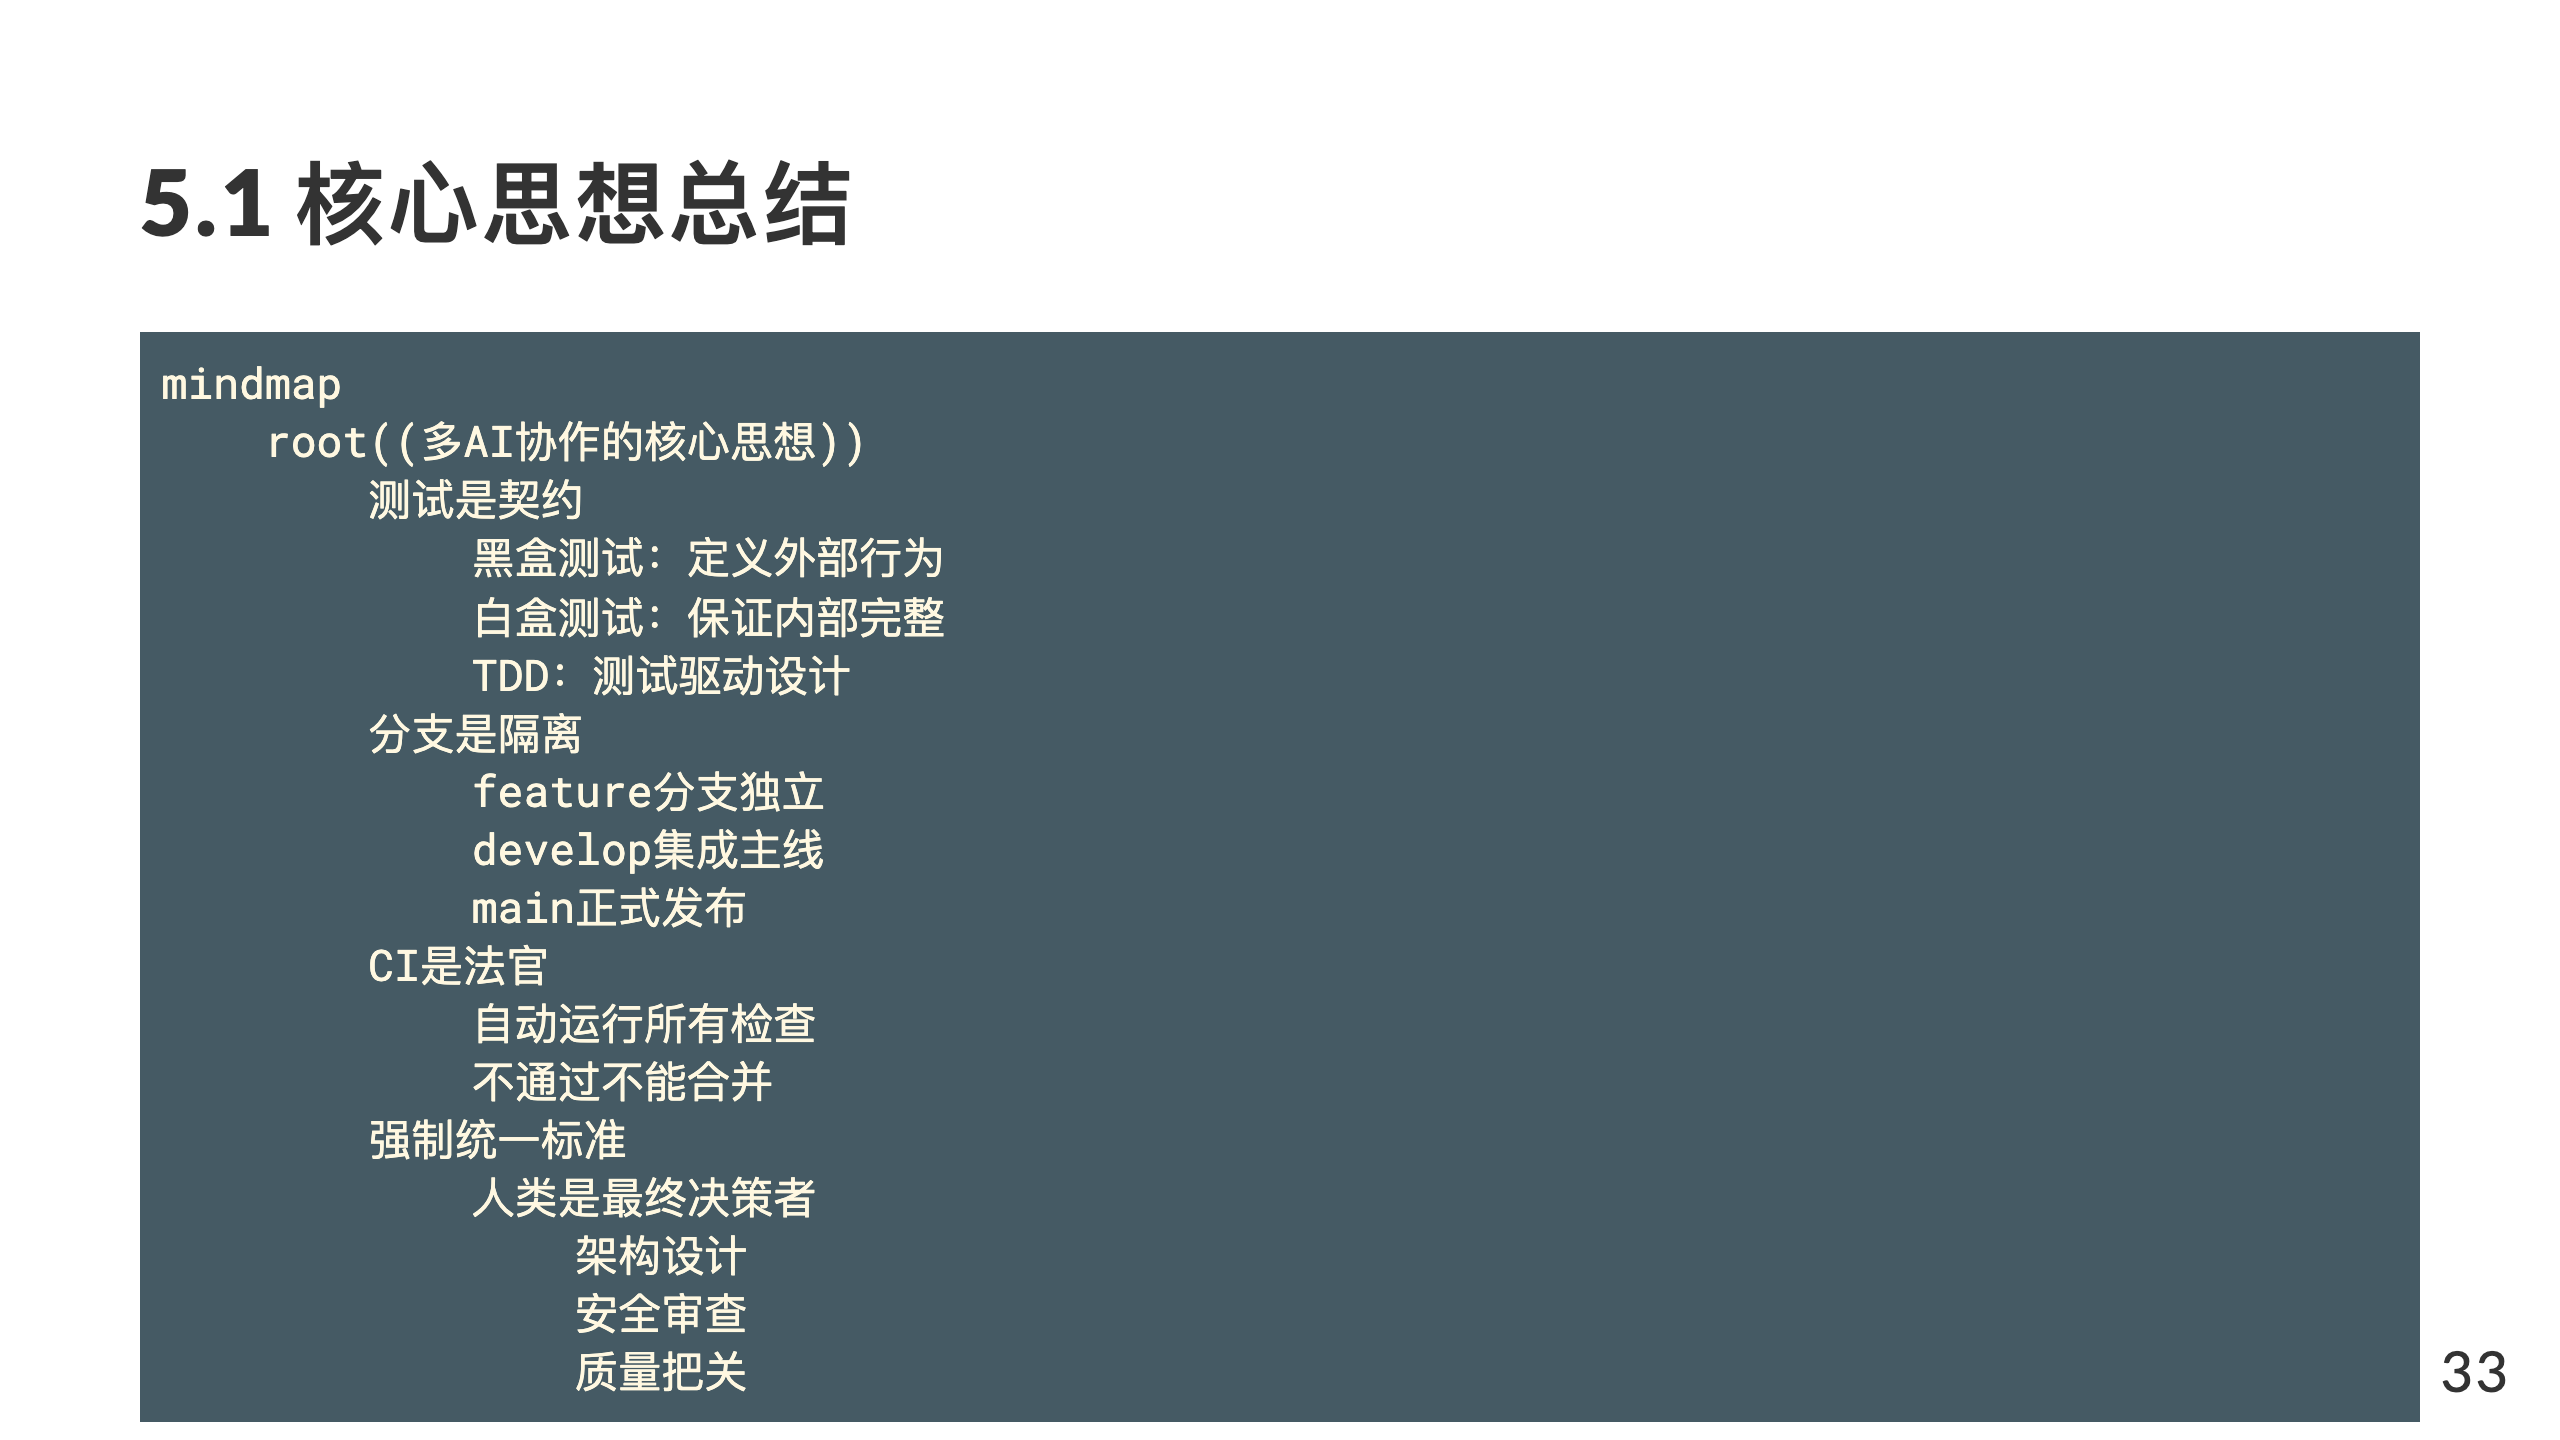 5.1 核心思想总结
mindmap
root((多AI协作的核心思想))
测试是契约
黑盒测试：定义外部行为
白盒测试：保证内部完整
TDD：测试驱动设计
分支是隔离
feature分支独立
develop集成主线
main正式发布
CI是法官
自动运行所有检查
不通过不能合并
强制统一标准
人类是最终决策者
架构设计
安全审查
质量把关
33